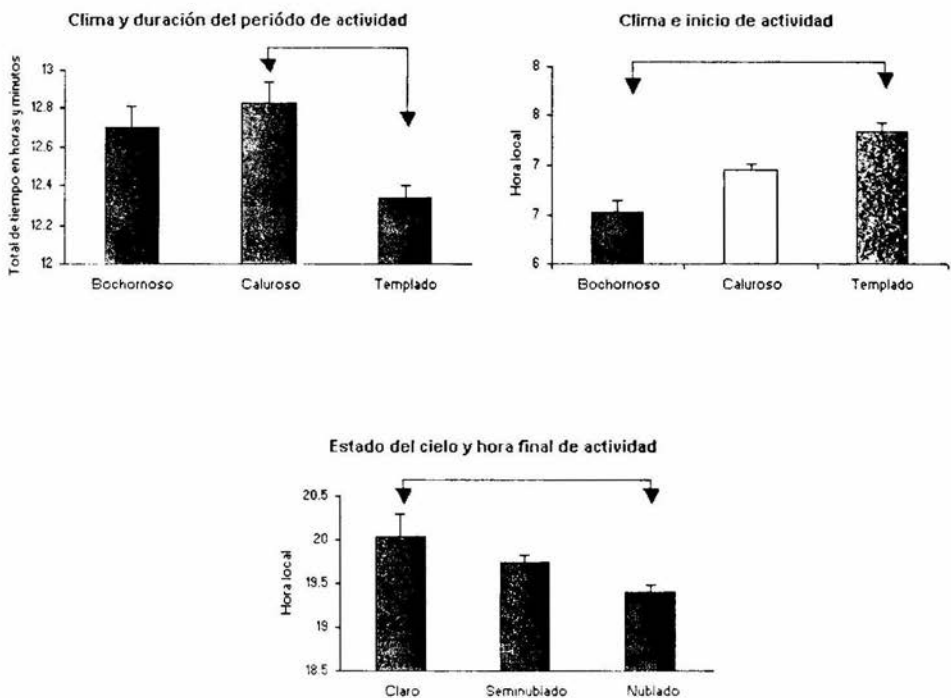 Clima y duración del periódo de actividad
Total de tiempo en horas y minutos
13
12.8
12.6
12.4
12.2
12
Bochornoso
Caluroso
Templado
Clima e inicio de actividad
Hora local
8
8
7
7
6
Bochornoso
Caluroso
Templado
Estado del cielo y hora final de actividad
Hora local
20.5
20
19.5
19
18.5
Claro
Seminublado
Nublado